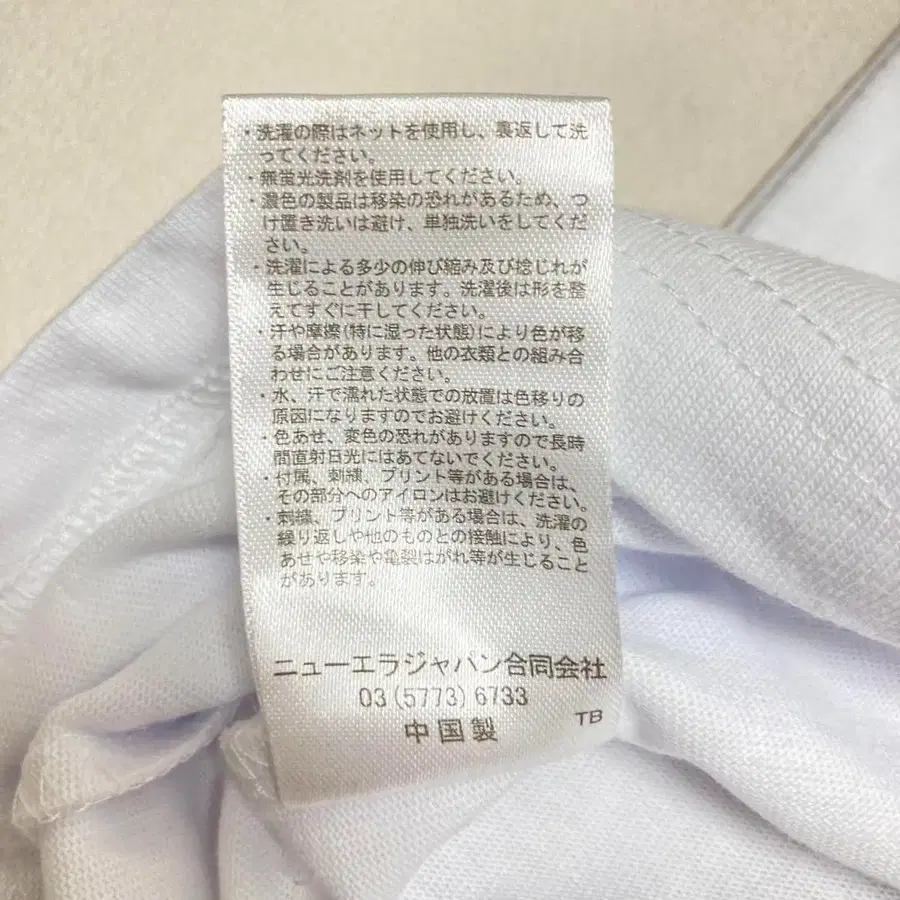 ・洗濯の際はネットを使用し、裏返して洗
ってください。
・無蛍光洗剤を使用してください。
・濃色の製品は移染の恐れがあるため、つ
け置き洗いは避け、単独洗いをしてくだ
さい。
・洗濯による多少の伸び縮み及び捻じれが
生じることがあります。洗濯後は形を整
えてすぐに干してください。
・汗や摩擦(特に湿った状態)により色が移
る場合があります。他の衣類との組み合
わせにご注意ください。
・水、汗で濡れた状態での放置は色移りの
原因になりますのでお避けください。
・色あせ、変色の恐れがありますので長時
間直射日光にはあてないでください。
・付属、刺繍、プリント等がある場合は、
その部分へのアイロンはお避けください。
・刺繍、プリント等がある場合は、洗濯の
繰り返しや他のものとの接触により、色
あせや移染や亀裂はがれ等が生じること
があります。
ニューエラジャパン合同会社
03(5773)6733
中国製
TB